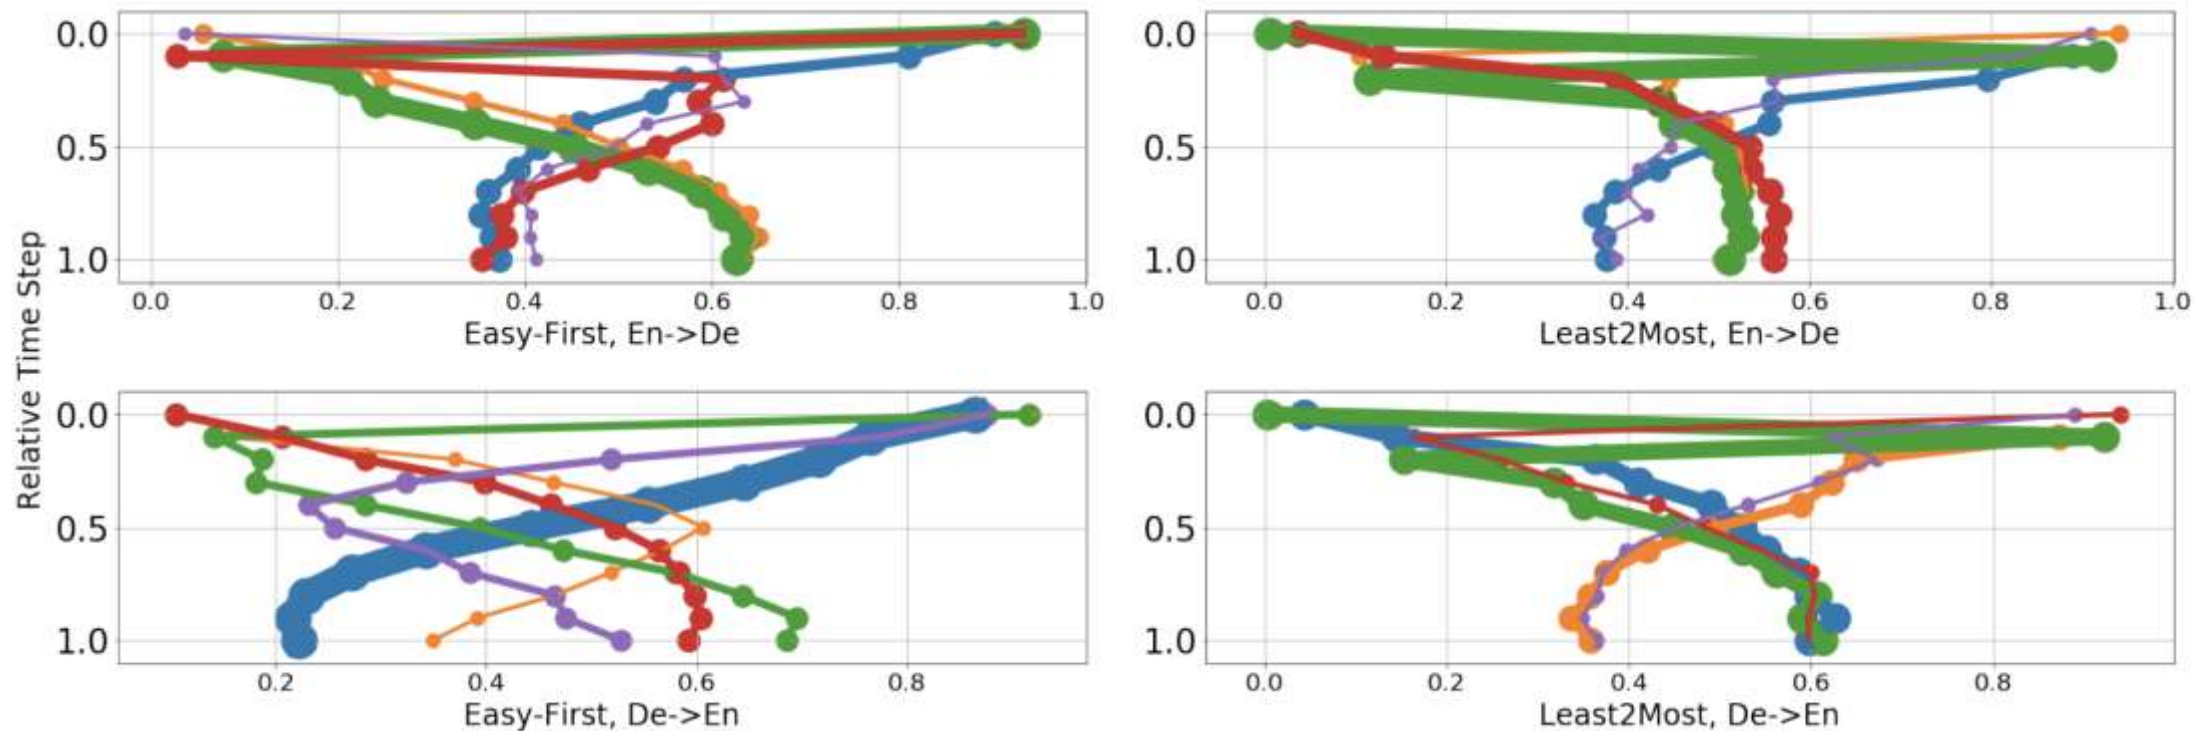 Relative Time Step
0.0
0.5
1.0
0.0 0.2 0.4 0.6 0.8 1.0
Easy-First, En->De
0.0
0.5
1.0
0.0 0.2 0.4 0.6 0.8 1.0
Least2Most, En->De
0.0
0.5
1.0
0.2 0.4 0.6 0.8
Easy-First, De->En
0.0
0.5
1.0
0.0 0.2 0.4 0.6 0.8
Least2Most, De->En